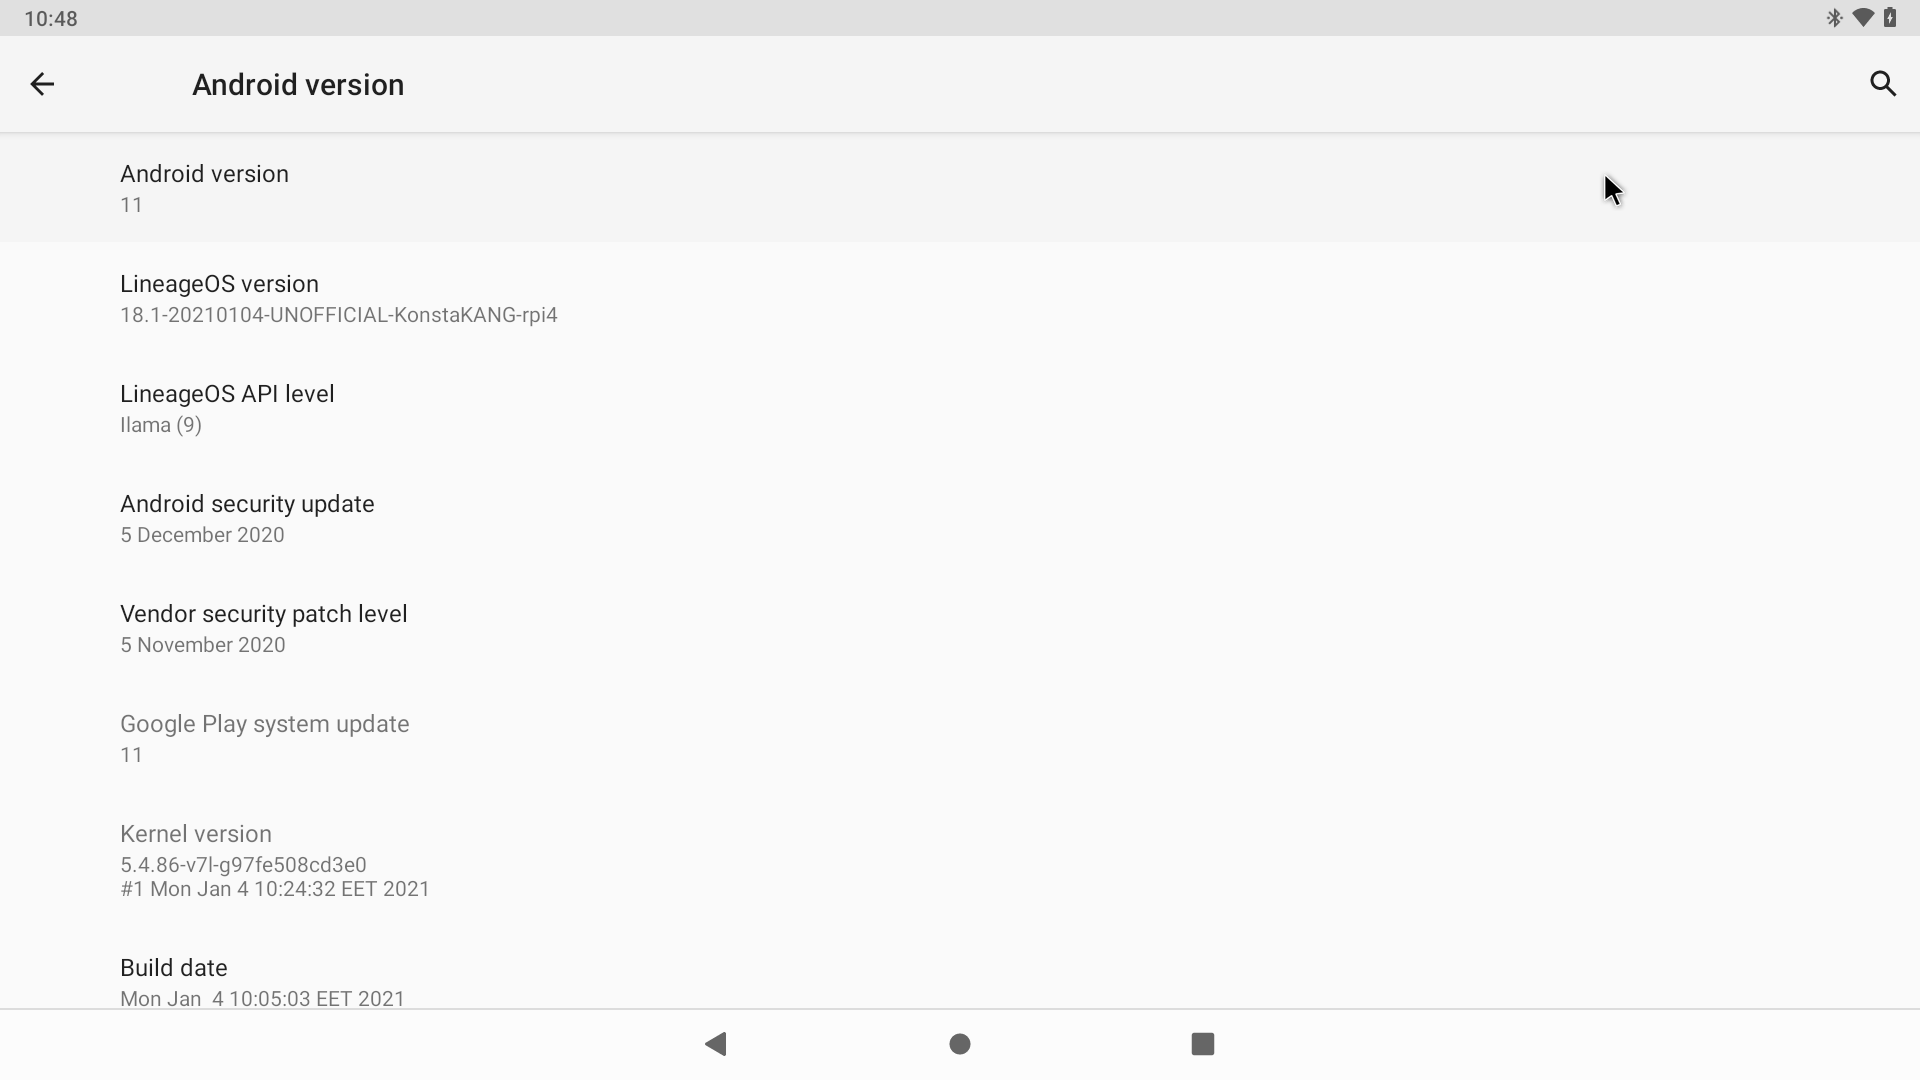 10:48
Android version
Android version
11
LineageOS version
18.1-20210104-UNOFFICIAL-KonstaKANG-rpi4
LineageOS API level
Ilama (9)
Android security update
5 December 2020
Vendor security patch level
5 November 2020
Google Play system update
11
Kernel version
5.4.86-v7l-g97fe508cd3e0
#1 Mon Jan 4 10:24:32 EET 2021
Build date
Mon Jan  4 10:05:03 EET 2021